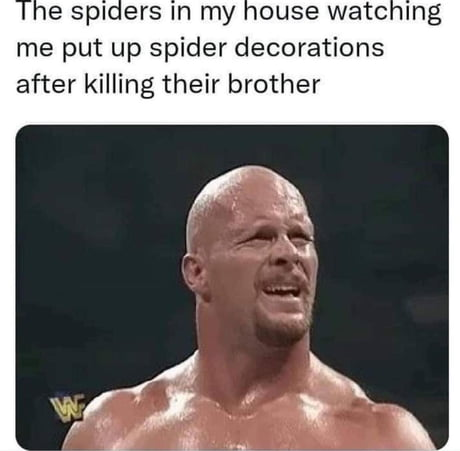 The spiders in my house watching
me put up spider decorations
after killing their brother
W